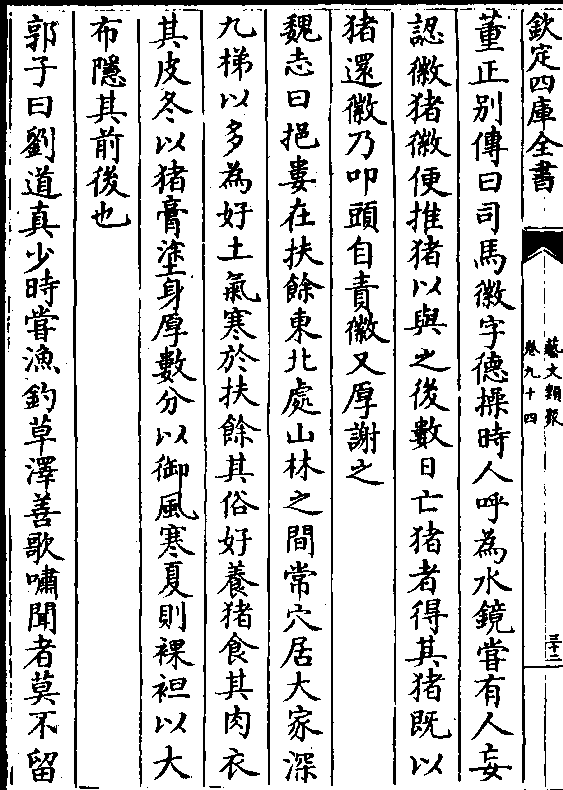 欽定四庫全書
藝文類聚
卷九十四
三十二
董正别傳曰司馬徽字德操時人呼為水鏡嘗有人妄
認徽猪徽便推猪以與之後數日亡猪者得其猪既以
猪還徽乃叩頭自責徽又厚謝之
魏志曰挹婁在扶餘東北處山林之間常穴居大家深
九梯以多為好土氣寒於扶餘其俗好養猪食其肉衣
其皮冬以猪膏塗身厚數分以御風寒夏則裸袒以大
布隱其前後也
郭子曰劉道真少時嘗漁釣草澤善歌嘯聞者莫不留